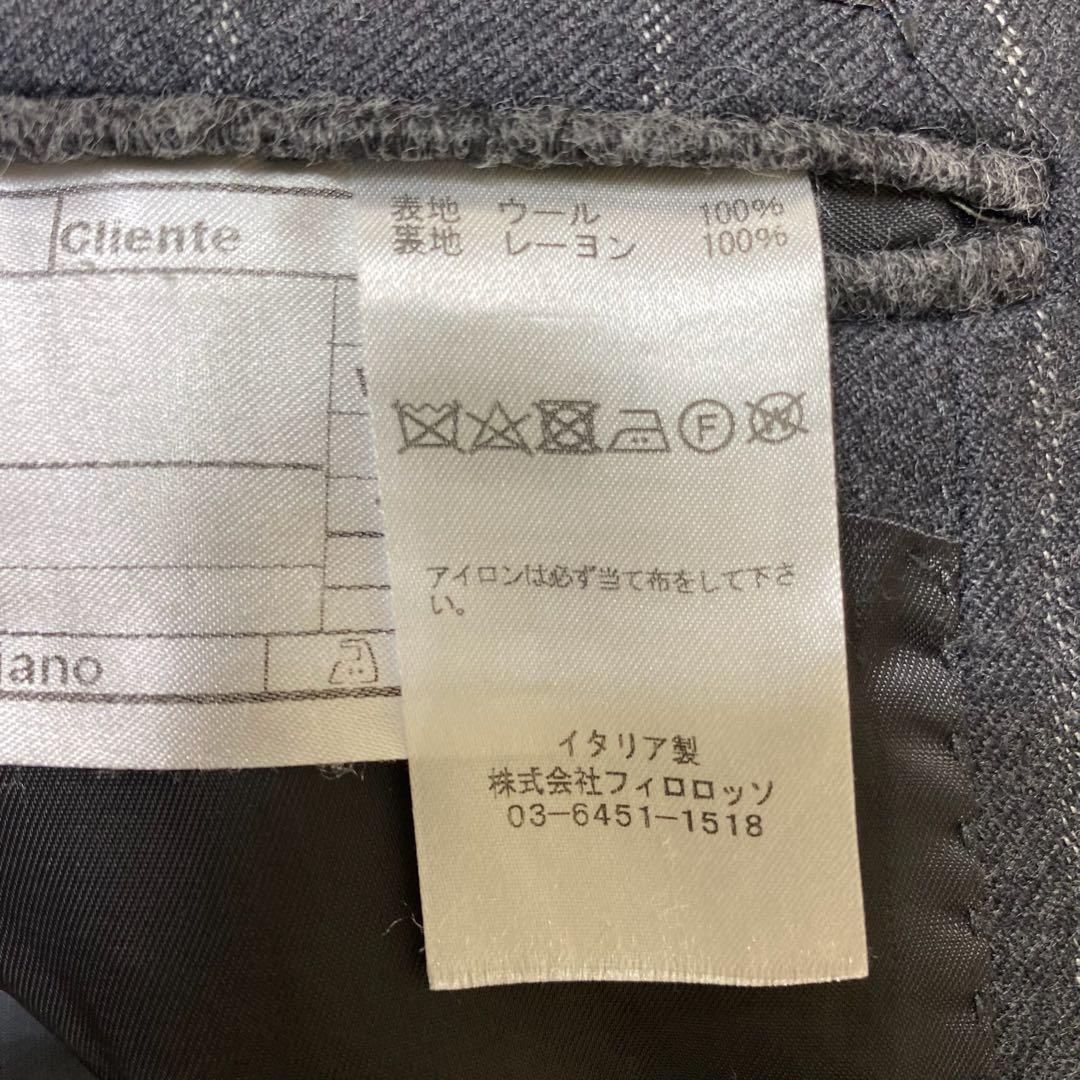 Cliente
表地 ウール 100%
裏地 レーヨン 100%
F
W
アイロンは必ず当て布をして下さ
い。
iano
イタリア製
株式会社フィロロッソ
03-6451-1518